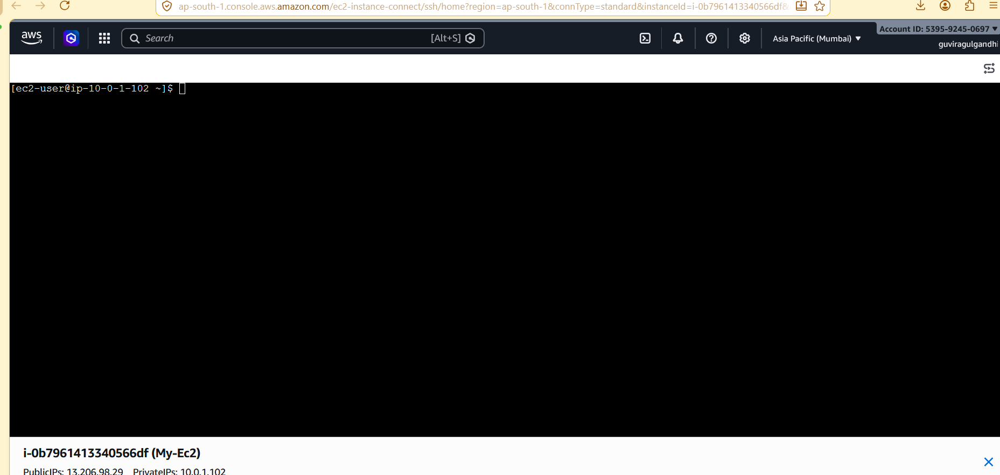 ap-south-1.console.aws.amazon.com/ec2-instance-connect/ssh/home?region=ap-south-1&connType=standard&instanceId=i-0b7961413340566df&
aws
Search
[Alt+S]
Asia Pacific (Mumbai)
Account ID: 5395-9245-0697
guviragulgandhi
[ec2-user@ip-10-0-1-102 ~]$
i-0b7961413340566df (My-Ec2)
PublicIPs: 13.206.98.29 PrivateIPs: 10.0.1.102